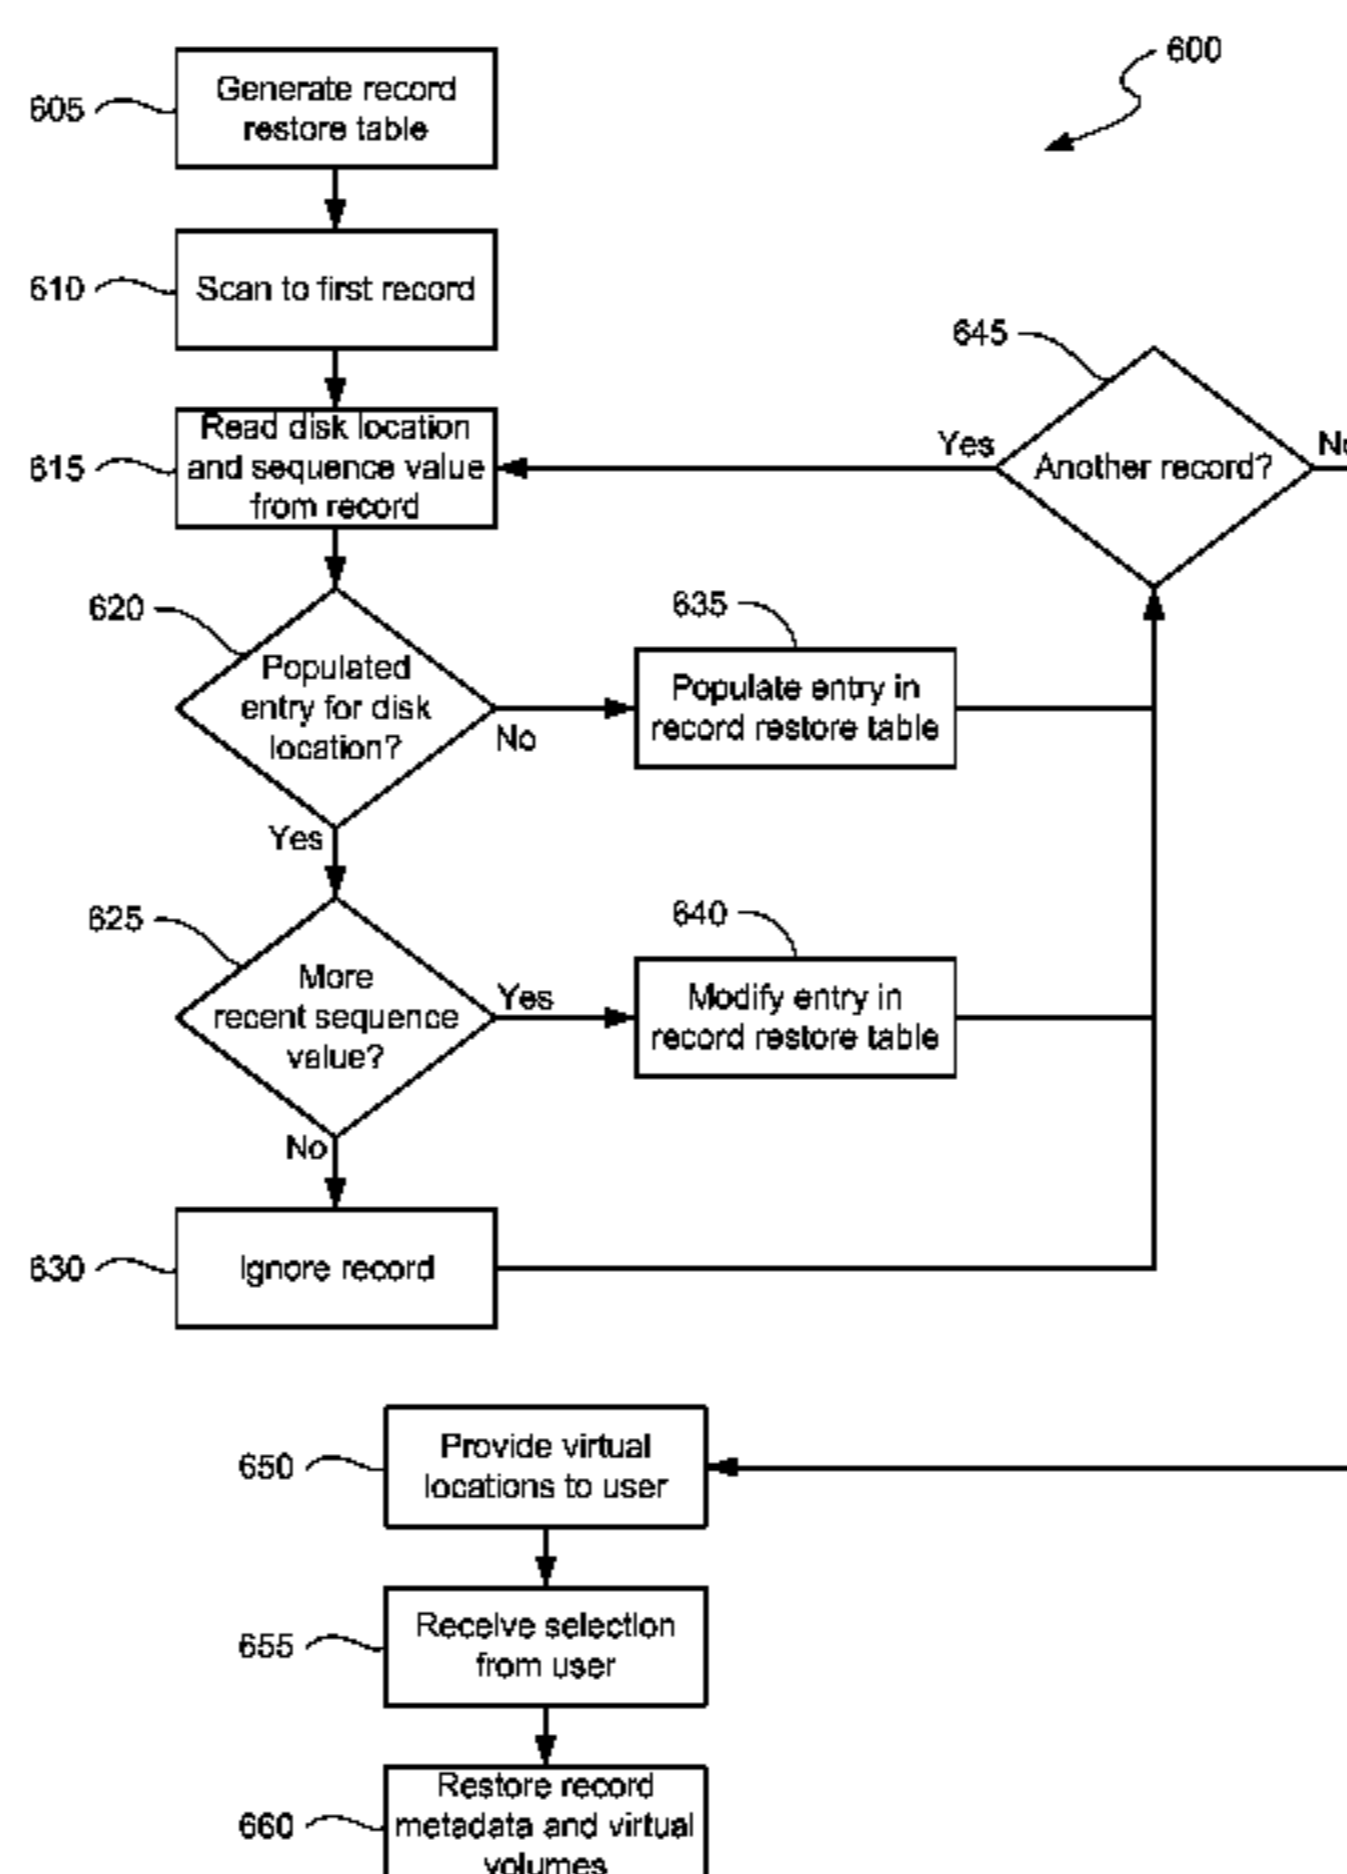 600
605
Generate record
restore table
610
Scan to first record
615
Read disk location
and sequence value
from record
645
Yes
Another record?
620
Populated
entry for disk
location?
No
Yes
635
Populate entry in
record restore table
625
More
recent sequence
value?
Yes
No
640
Modify entry in
record restore table
630
Ignore record
650
Provide virtual
locations to user
655
Receive selection
from user
660
Restore record
metadata and virtual
volumes